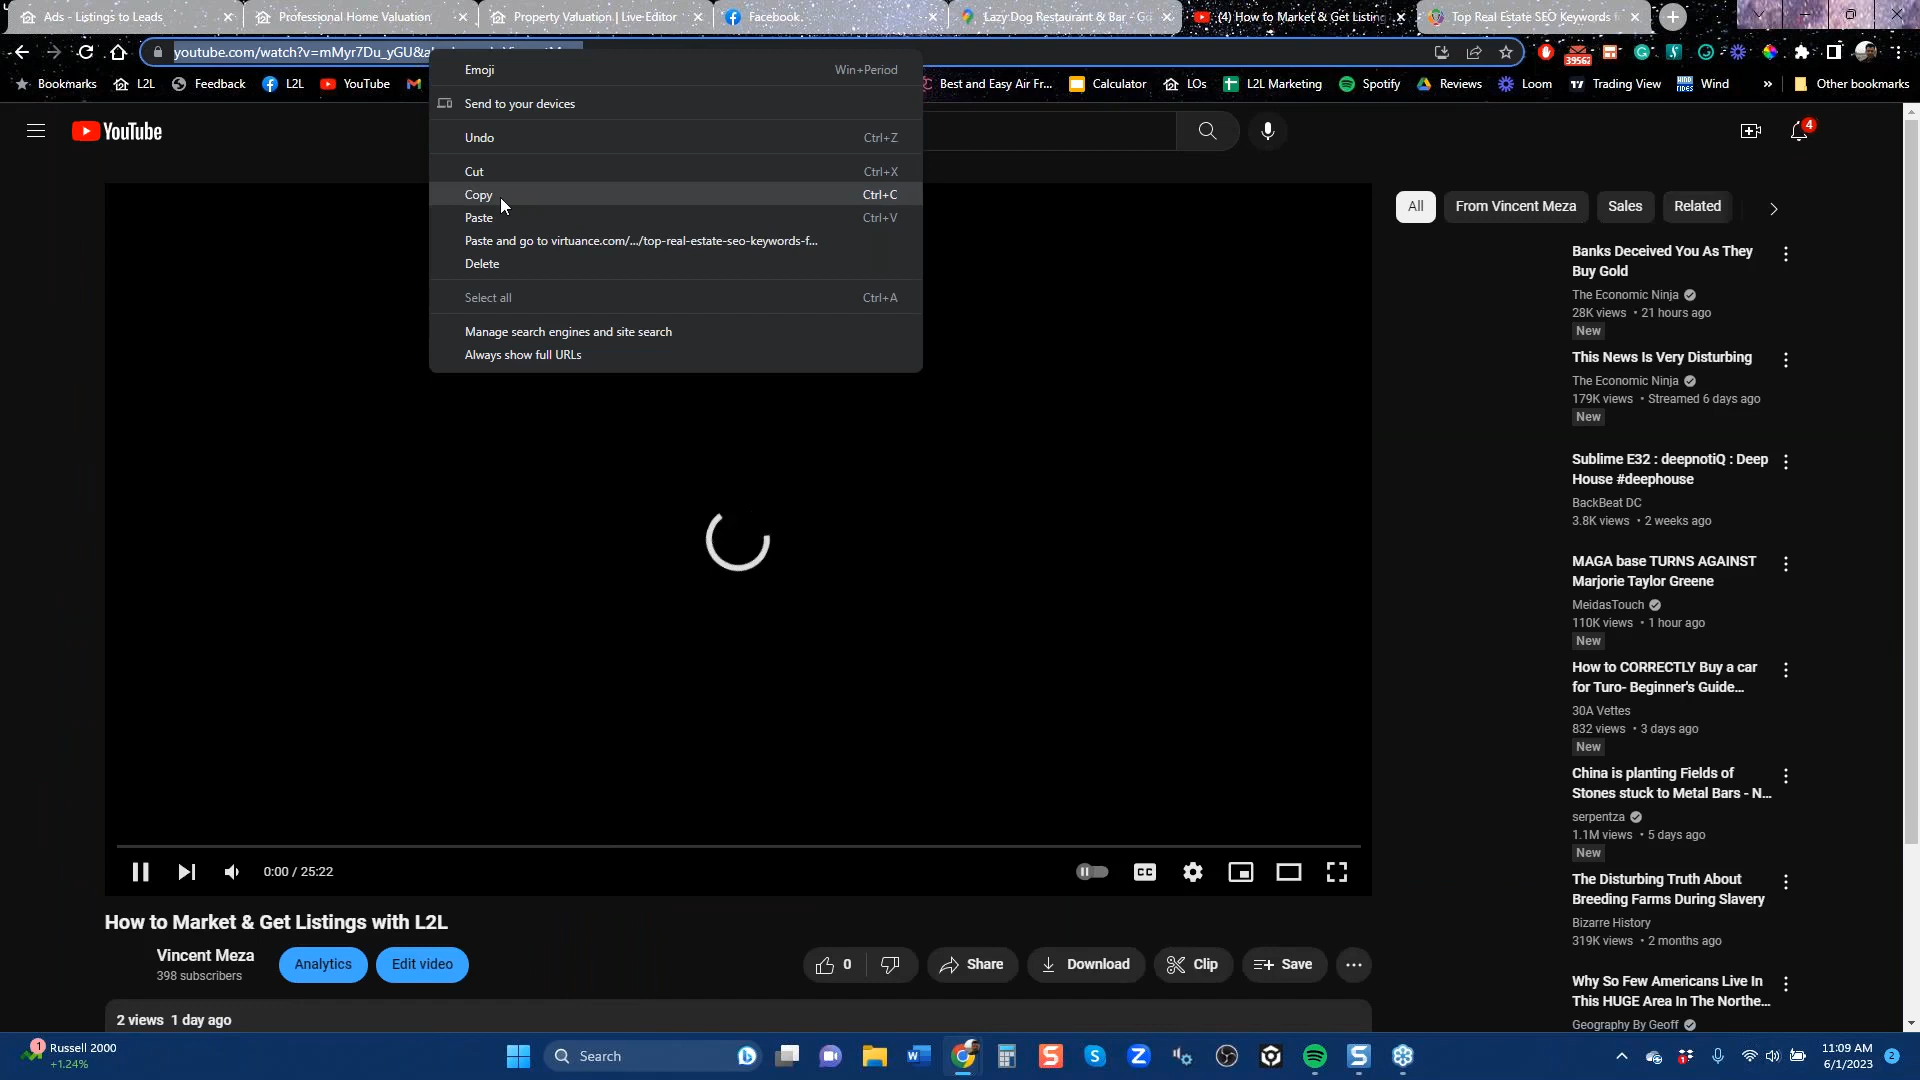 Ads - Listings to Leads
Professional Home Valuation
Property Valuation | Live Editor
Facebook
Lazy Dog Restaurant & Bar - Go
(4) How to Market & Get Listing
Top Real Estate SEO Keywords f
youtube.com/watch?v=mMyr7Du_yGU&a
39562
Bookmarks
L2L
Feedback
L2L
YouTube
Best and Easy Air Fr...
Calculator
LOs
L2L Marketing
Spotify
Reviews
Loom
Trading View
Wind
»
Other bookmarks
Emoji
Win+Period
Send to your devices
Undo
Ctrl+Z
Cut
Ctrl+X
Copy
Ctrl+C
Paste
Ctrl+V
Paste and go to virtuance.com/.../top-real-estate-seo-keywords-f...
Delete
Select all
Ctrl+A
Manage search engines and site search
Always show full URLs
YouTube
4
All
From Vincent Meza
Sales
Related
Banks Deceived You As They
Buy Gold
The Economic Ninja
28K views • 21 hours ago
New
This News Is Very Disturbing
The Economic Ninja
179K views • Streamed 6 days ago
New
Sublime E32 : deepnotiQ : Deep
House #deephouse
BackBeat DC
3.8K views • 2 weeks ago
MAGA base TURNS AGAINST
Marjorie Taylor Greene
MeidasTouch
110K views • 1 hour ago
New
How to CORRECTLY Buy a car
for Turo- Beginner's Guide...
30A Vettes
832 views • 3 days ago
New
China is planting Fields of
Stones stuck to Metal Bars - N...
serpentza
1.1M views • 5 days ago
New
The Disturbing Truth About
Breeding Farms During Slavery
Bizarre History
319K views • 2 months ago
Why So Few Americans Live In
This HUGE Area In The Northe...
Geography By Geoff
0:00 / 25:22
CC
How to Market & Get Listings with L2L
Vincent Meza
398 subscribers
Analytics
Edit video
0
Share
Download
Clip
Save
2 views 1 day ago
1
Russell 2000
+1.24%
Search
11:09 AM
6/1/2023
2